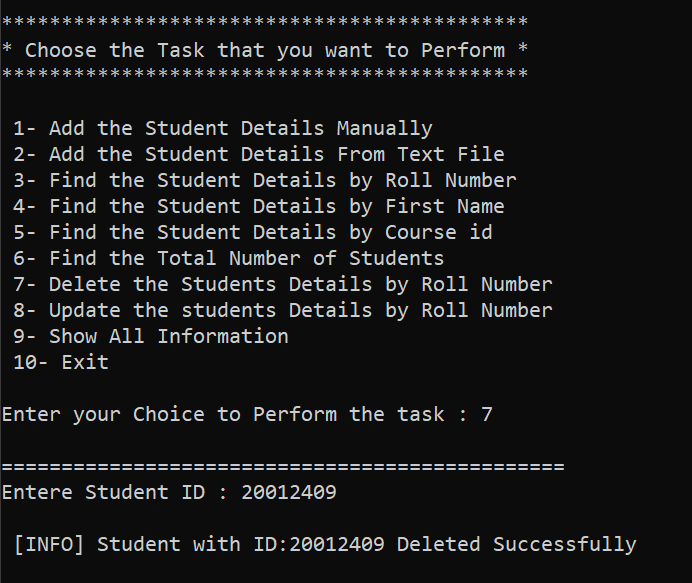 ********************************************
* Choose the Task that you want to Perform *
********************************************
1- Add the Student Details Manually
2- Add the Student Details From Text File
3- Find the Student Details by Roll Number
4- Find the Student Details by First Name
5- Find the Student Details by Course id
6- Find the Total Number of Students
7- Delete the Students Details by Roll Number
8- Update the students Details by Roll Number
9- Show All Information
10- Exit
Enter your Choice to Perform the task : 7
===============================================
Entere Student ID : 20012409
[INFO] Student with ID:20012409 Deleted Successfully